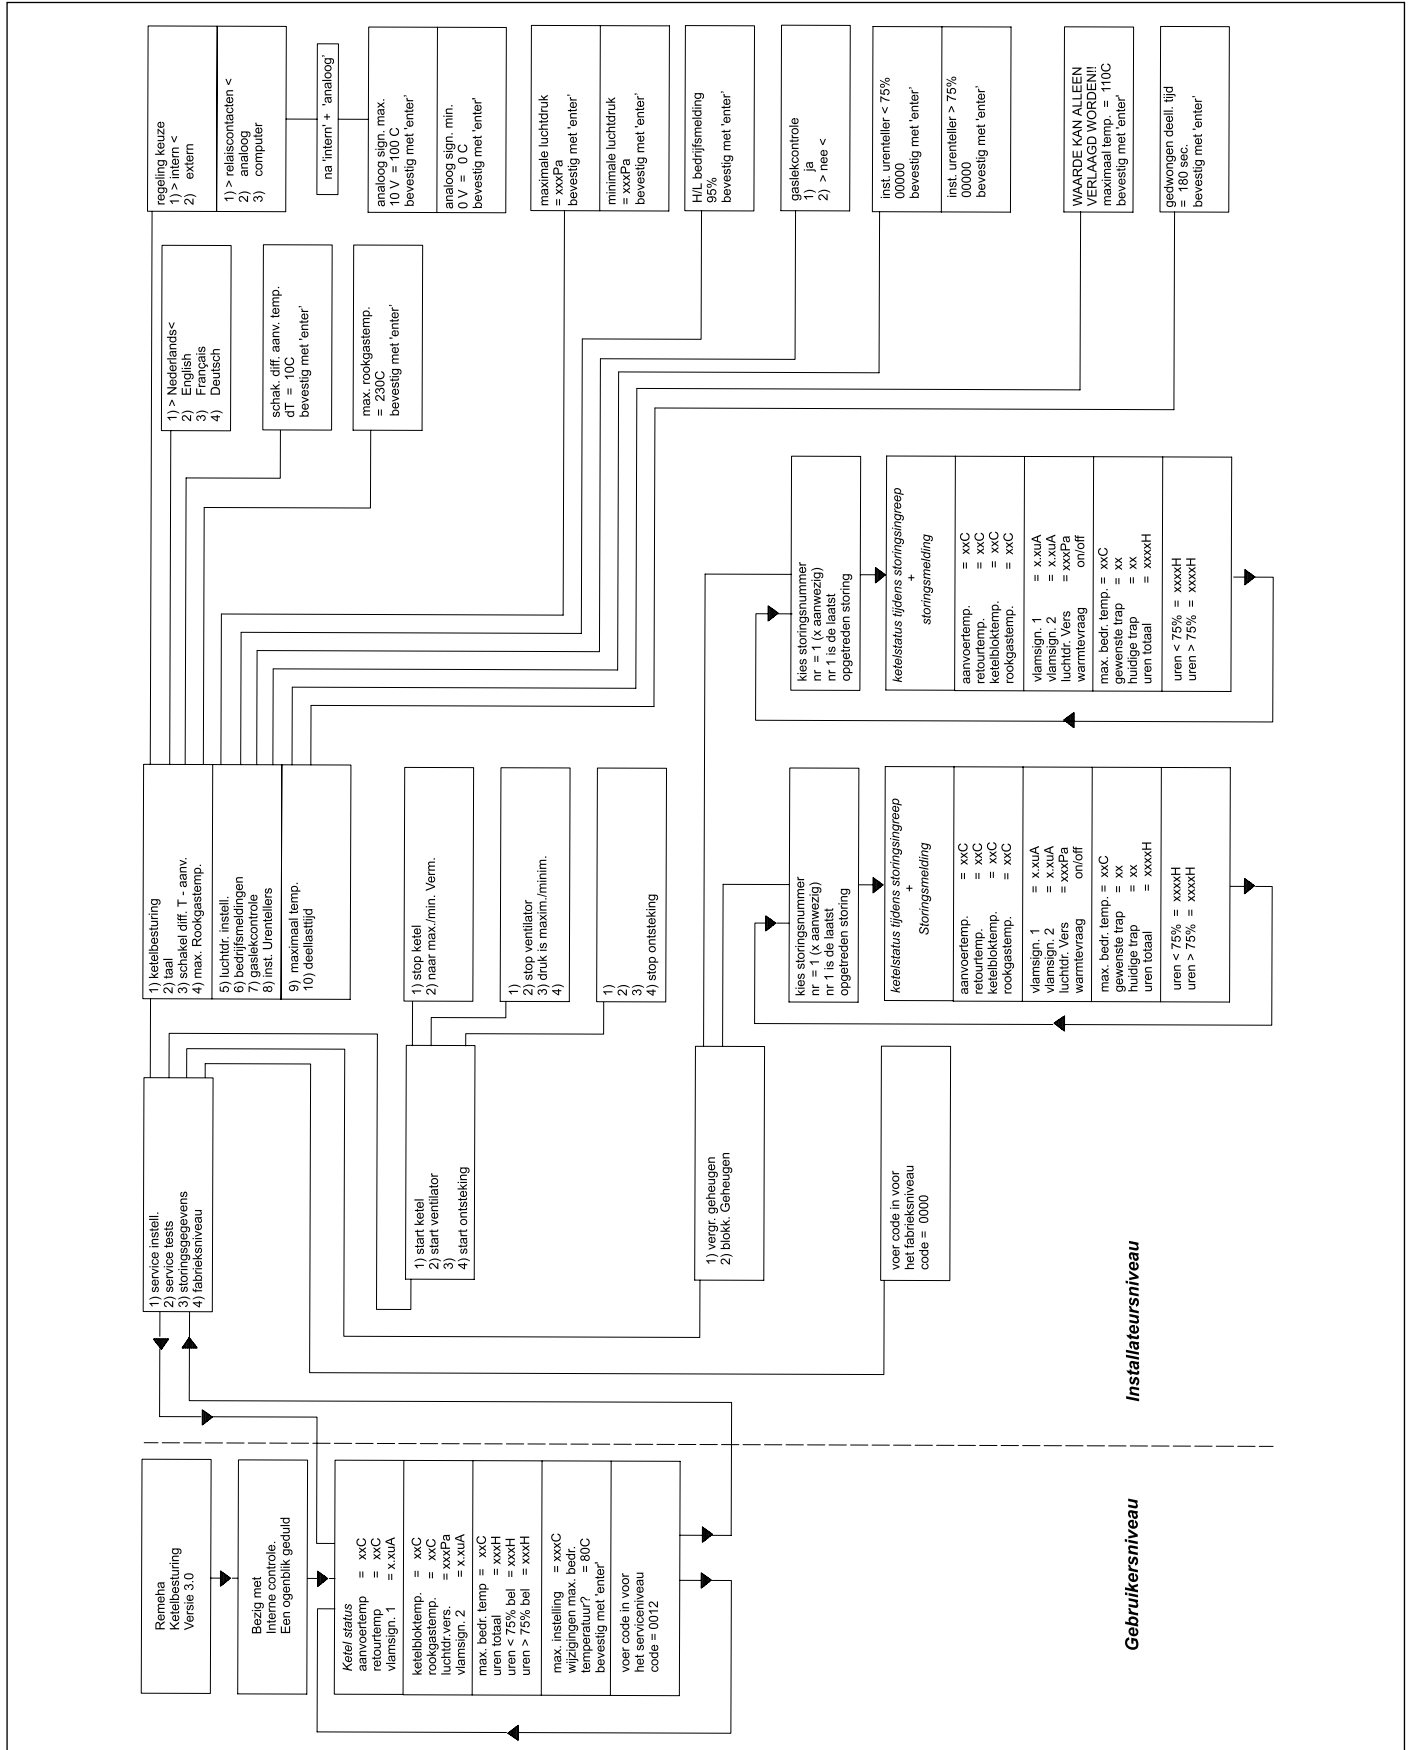 Remeha
Ketelbesturing
Versie 3.0
Bezig met
Interne controle.
Een ogenblik geduld
Ketel status
aanvoertemp = xxC
retourtemp = xxC
vlamsign. 1 = x.xuA
ketelbloktemp. = xxC
rookgastemp. = xxC
luchtdr.vers. = xxxPa
vlamsign. 2 = x.xuA
max. bedr. temp = xxC
uren totaal = xxxH
uren < 75% bel = xxxH
uren > 75% bel = xxxH
max. instelling = xxxC
wijzigingen max. bedr.
temperatuur? = 80C
bevestig met 'enter'
voer code in voor
het serviceniveau
code = 0012
Gebruikersniveau
1) service instell.
2) service tests
3) storingsgegevens
4) fabrieksniveau
1) start ketel
2) start ventilator
3)
4) start ontsteking
1) vergr. geheugen
2) blokk. Geheugen
voer code in voor
het fabrieksniveau
code = 0000
Installateursniveau
1) ketelbesturing
2) taal
3) schakel diff. T - aanv.
4) max. Rookgastemp.
5) luchtdr. instell.
6) bedrijfsmeldingen
7) gaslekcontrole
8) inst. Urentellers
9) maximaal temp.
10) deellasttijd
1) stop ketel
2) naar max./min. Verm.
1)
2) stop ventilator
3) druk is maxim./minim.
4)
1)
2)
3)
4) stop ontsteking
kies storingsnummer
nr = 1 (x aanwezig)
nr 1 is de laatst
opgetreden storing
ketelstatus tijdens storingsingreep
+
Storingsmelding
aanvoertemp. = xxC
retourtemp. = xxC
ketelbloktemp. = xxC
rookgastemp. = xxC
vlamsign. 1 = x.xuA
vlamsign. 2 = x.xuA
luchtdr. Vers = xxxPa
warmtevraag on/off
max. bedr. temp. = xxC
gewenste trap = xx
huidige trap = xx
uren totaal = xxxxH
uren < 75% = xxxxH
uren > 75% = xxxxH
kies storingsnummer
nr = 1 (x aanwezig)
nr 1 is de laatst
opgetreden storing
ketelstatus tijdens storingsingreep
+
storingsmelding
aanvoertemp. = xxC
retourtemp. = xxC
ketelbloktemp. = xxC
rookgastemp. = xxC
vlamsign. 1 = x.xuA
vlamsign. 2 = x.xuA
luchtdr. Vers = xxxPa
warmtevraag on/off
max. bedr. temp. = xxC
gewenste trap = xx
huidige trap = xx
uren totaal = xxxxH
uren < 75% = xxxxH
uren > 75% = xxxxH
1) > Nederlands<
2) English
3) Français
4) Deutsch
schak. diff. aanv. temp.
dT = 10C
bevestig met 'enter'
max. rookgastemp.
= 230C
bevestig met 'enter'
regeling keuze
1) > intern <
2) extern
1) > relaiscontacten <
2) analoog
3) computer
na 'intern' + 'analoog'
analoog sign. max.
10 V = 100 C
bevestig met 'enter'
analoog sign. min.
0 V = 0 C
bevestig met 'enter'
maximale luchtdruk
= xxxPa
bevestig met 'enter'
minimale luchtdruk
= xxxPa
bevestig met 'enter'
H/L bedrijfsmelding
95%
bevestig met 'enter'
gaslekcontrole
1) ja
2) > nee <
inst. urenteller < 75%
00000
bevestig met 'enter'
inst. urenteller > 75%
00000
bevestig met 'enter'
WAARDE KAN ALLEEN
VERLAAGD WORDEN!!
maximaal temp. = 110C
bevestig met 'enter'
gedwongen deell. tijd
= 180 sec.
bevestig met 'enter'